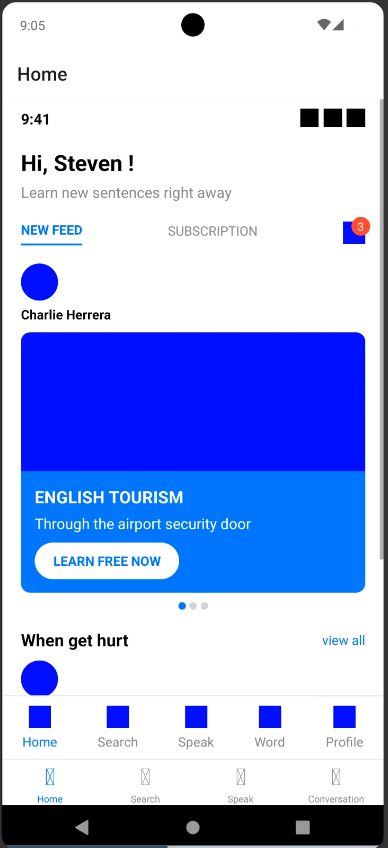 9:05
Home
9:41
Hi, Steven !
Learn new sentences right away
NEW FEED SUBSCRIPTION 3
Charlie Herrera
ENGLISH TOURISM
Through the airport security door
LEARN FREE NOW
When get hurt view all
Home Search Speak Word Profile
Home Search Speak Conversation